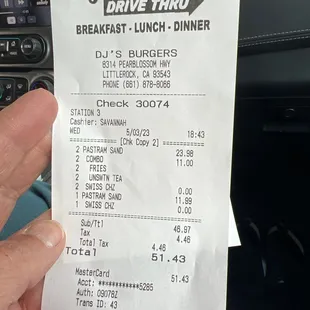 DRIVE THRU
BREAKFAST - LUNCH - DINNER
DJ'S BURGERS
8314 PEARBLOSSOM HWY
LITTLEROCK, CA 93543
PHONE (661) 878-8066
Check 30074
STATION 3
Cashier: SAVANNAH
WED 5/03/23 18:43
[Chk Copy 2]
2 PASTRAM SAND 23.98
2 COMBO 11.00
2 FRIES
2 UNSWTN TEA
2 SWISS CHZ 0.00
1 PASTRAM SAND 11.99
1 SWISS CHZ 0.00
Sub/Ttl 46.97
Tax 4.46
Total Tax 4.46
Total 51.43
MasterCard 51.43
Acct: ************5285
Auth: 09078Z
Trans ID: 43